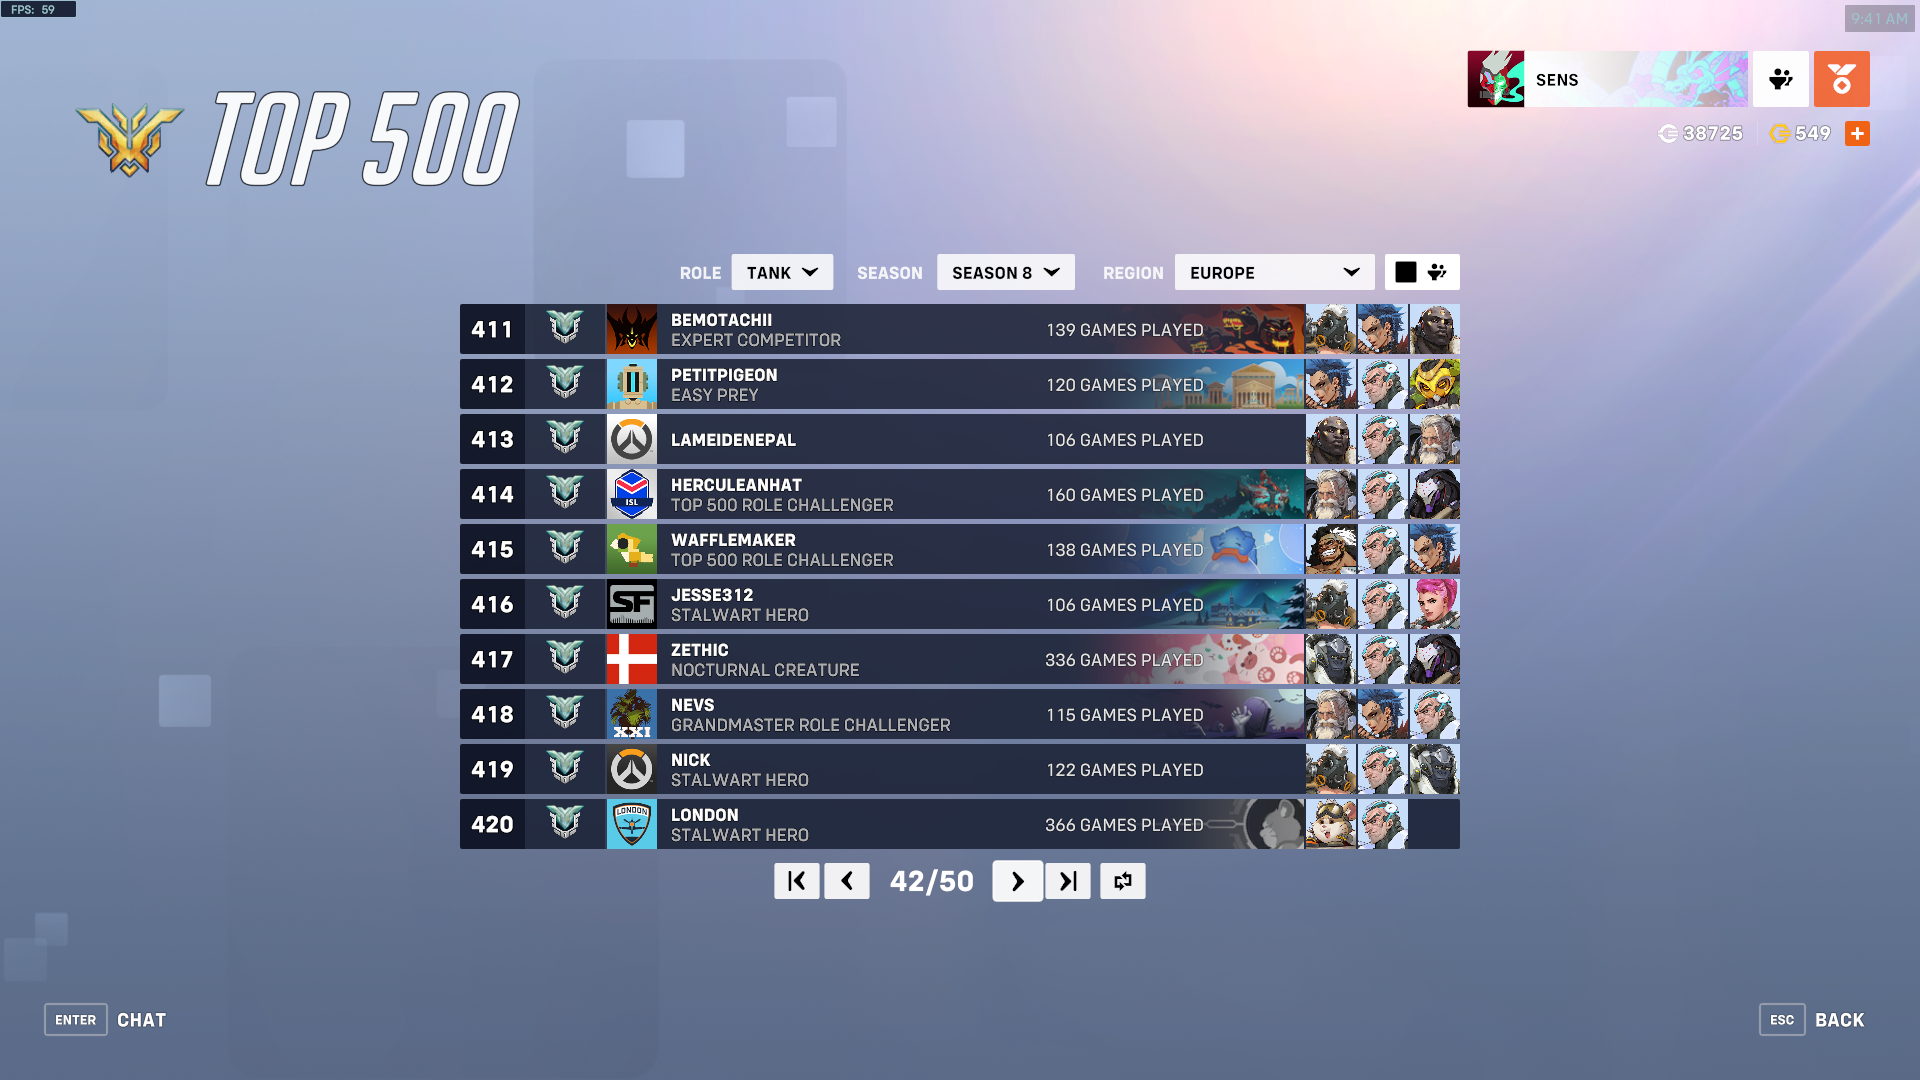 FPS: 59
9:41 AM
TOP 500
SENS
38725
549
ROLE TANK SEASON SEASON 8 REGION EUROPE
411 BEMOTACHII
EXPERT COMPETITOR
139 GAMES PLAYED
412 PETITPIGEON
EASY PREY
120 GAMES PLAYED
413 LAMEIDENEPAL
106 GAMES PLAYED
414 ISL HERCULEANHAT
TOP 500 ROLE CHALLENGER
160 GAMES PLAYED
415 WAFFLEMAKER
TOP 500 ROLE CHALLENGER
138 GAMES PLAYED
416 SF JESSE312
STALWART HERO
106 GAMES PLAYED
417 ZETHIC
NOCTURNAL CREATURE
336 GAMES PLAYED
418 XXI NEVS
GRANDMASTER ROLE CHALLENGER
115 GAMES PLAYED
419 NICK
STALWART HERO
122 GAMES PLAYED
420 LONDON LONDON
STALWART HERO
366 GAMES PLAYED
42/50
ENTER CHAT
ESC BACK